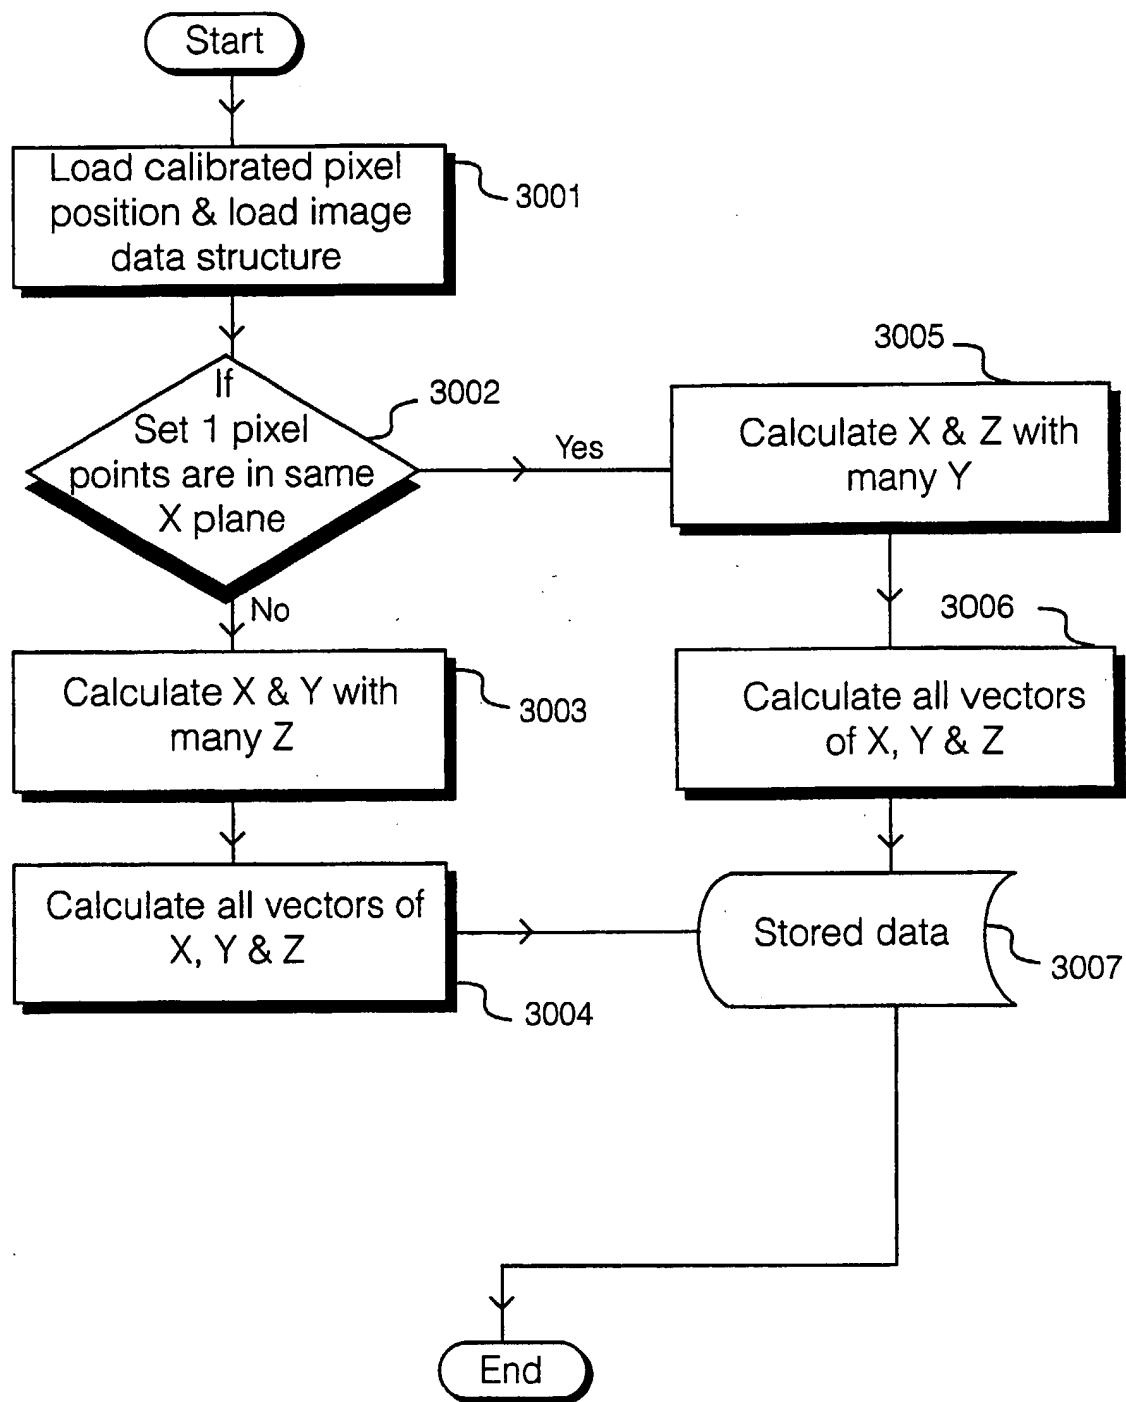 Start
Load calibrated pixel
position & load image
data structure
3001
If
Set 1 pixel
points are in same
X plane
3002
Yes
3005
Calculate X & Z with
many Y
No
Calculate X & Y with
many Z
3003
3006
Calculate all vectors
of X, Y & Z
Calculate all vectors of
X, Y & Z
3004
Stored data
3007
End